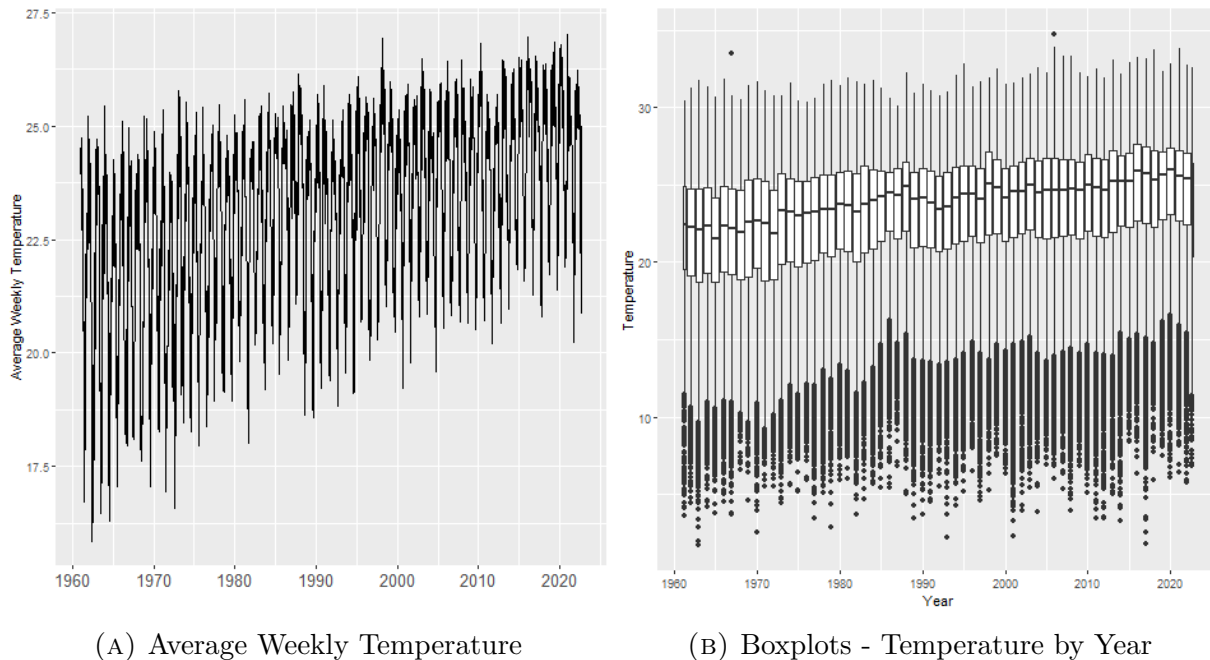 27.5
25.0
22.5
20.0
17.5
Average Weekly Temperature
1960 1970 1980 1990 2000 2010 2020
30
20
10
Temperature
1960 1970 1980 1990 2000 2010 2020
Year
(A) Average Weekly Temperature
(B) Boxplots - Temperature by Year